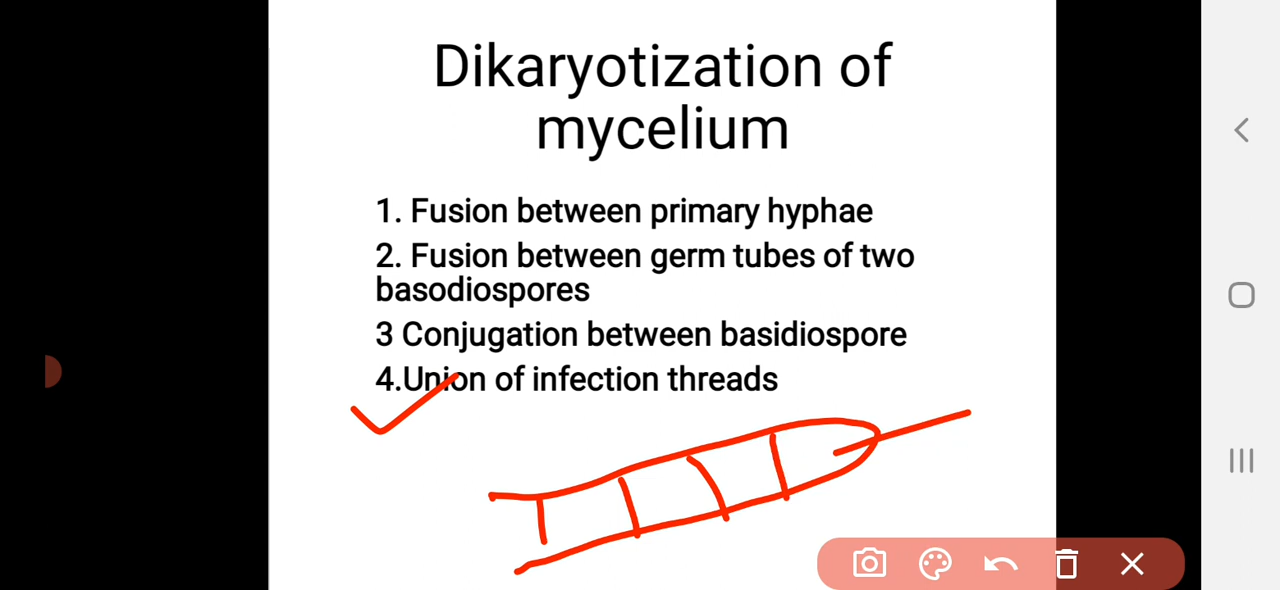 Dikaryotization of
mycelium
1. Fusion between primary hyphae
2. Fusion between germ tubes of two
basodiospores
3 Conjugation between basidiospore
4.Union of infection threads